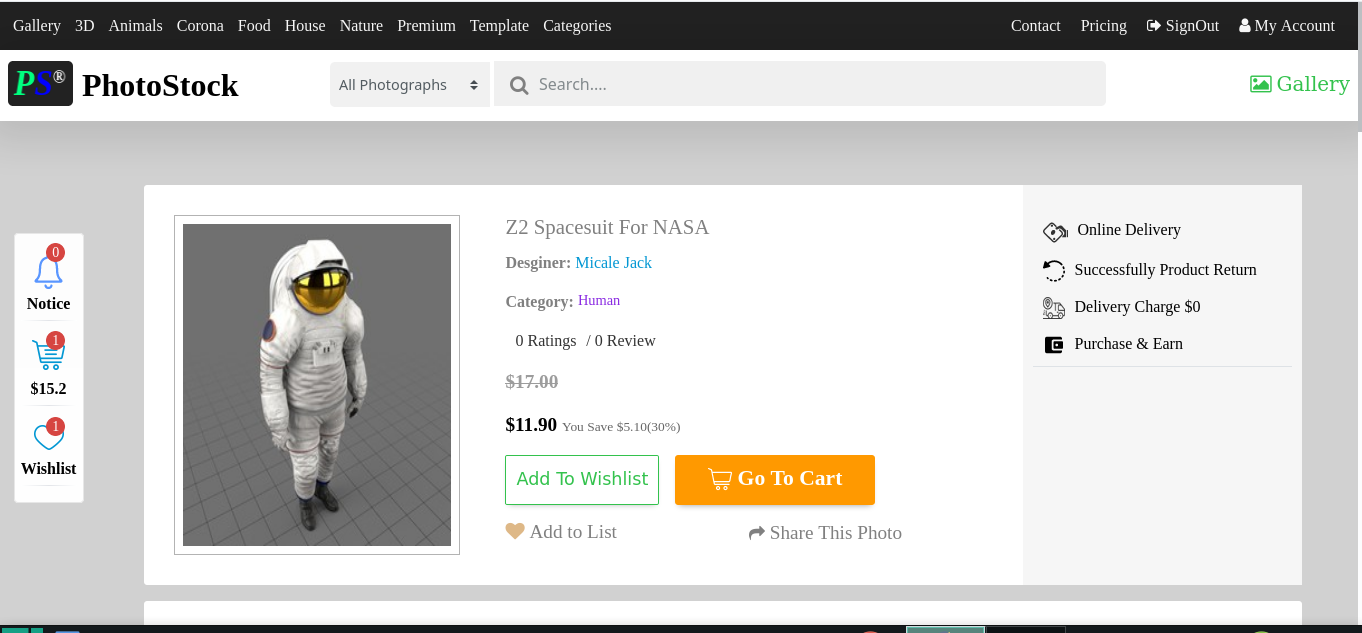 Gallery 3D Animals Corona Food House Nature Premium Template Categories Contact Pricing SignOut My Account
PS® PhotoStock All Photographs Search.... Gallery
0
Notice
1
$15.2
1
Wishlist
Z2 Spacesuit For NASA
Desginer: Micale Jack
Category: Human
0 Ratings / 0 Review
$17.00
$11.90 You Save $5.10(30%)
Add To Wishlist Go To Cart
Add to List Share This Photo
Online Delivery
Successfully Product Return
Delivery Charge $0
Purchase & Earn